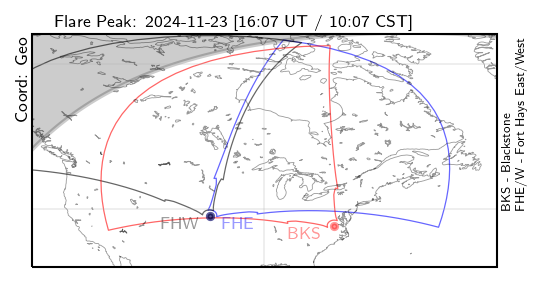 Flare Peak: 2024-11-23 [16:07 UT / 10:07 CST]
Coord: Geo
FHW
FHE
BKS
BKS - Blackstone
FHE/W - Fort Hays East/West